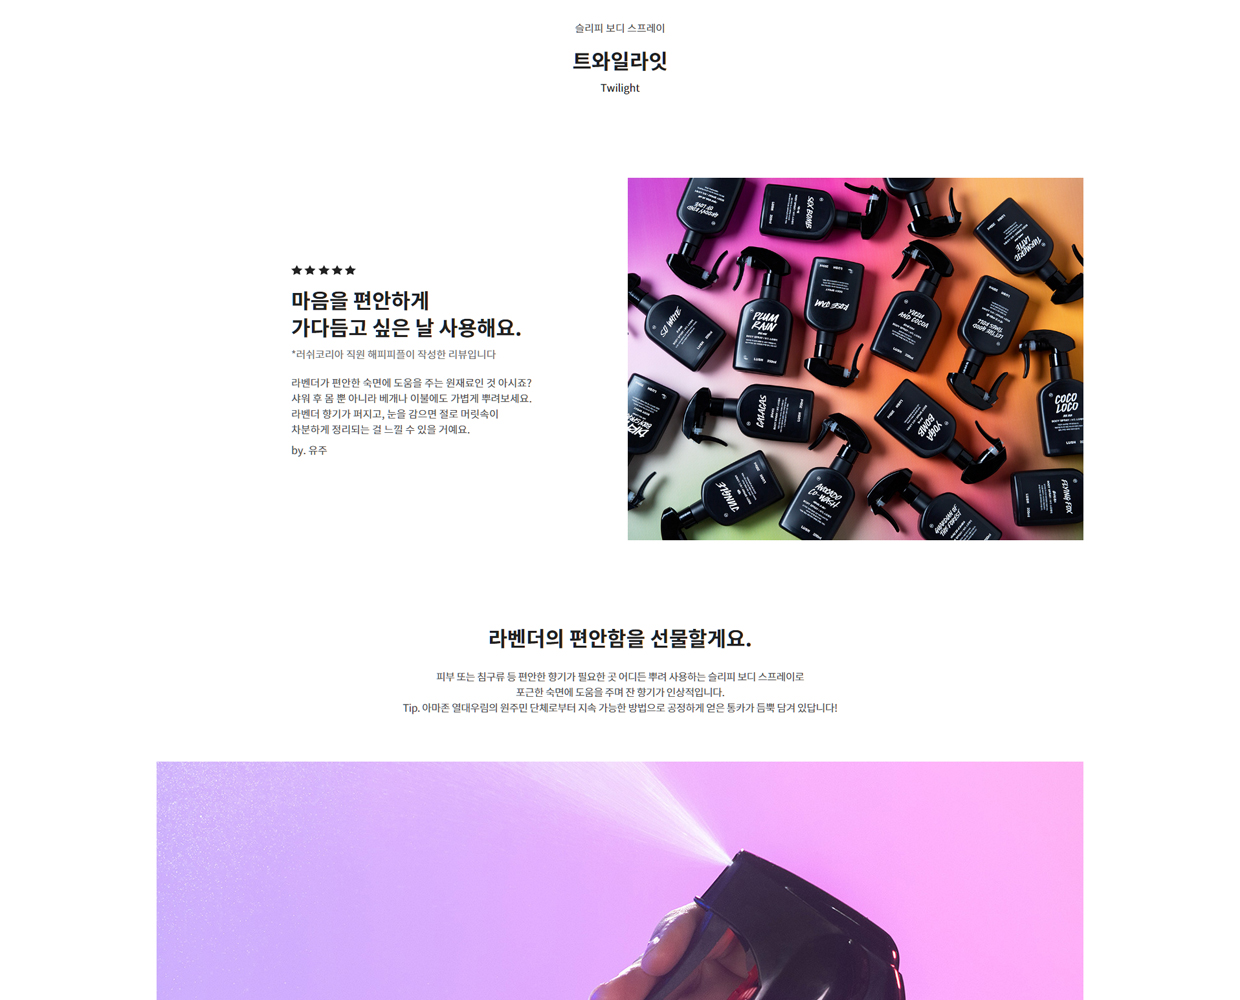 슬리피 보디 스프레이
트와일라잇
Twilight
마음을 편안하게
가다듬고 싶은 날 사용해요.
*러쉬코리아 직원 해피피플이 작성한 리뷰입니다
라벤더가 편안한 숙면에 도움을 주는 원재료인 것 아시죠?
샤워 후 몸 뿐 아니라 베개나 이불에도 가볍게 뿌려보세요.
라벤더 향기가 퍼지고, 눈을 감으면 절로 머릿속이
차분하게 정리되는 걸 느낄 수 있을 거예요.
by. 유주
SEX BOMB
TURMERIC
LATTE
SO WHITE
PLUM
RAIN
ROSE JAM
YUZU
AND COCOA
CANVAS
YOGA
BOMB
COCO
LOCO
JUNGLE
AVOCADO
CO-WASH
FLYING FOX
라벤더의 편안함을 선물할게요.
피부 또는 침구류 등 편안한 향기가 필요한 곳 어디든 뿌려 사용하는 슬리피 보디 스프레이로
포근한 숙면에 도움을 주며 잔 향기가 인상적입니다.
Tip. 아마존 열대우림의 원주민 단체로부터 지속 가능한 방법으로 공정하게 얻은 통카가 듬뿍 담겨 있답니다!